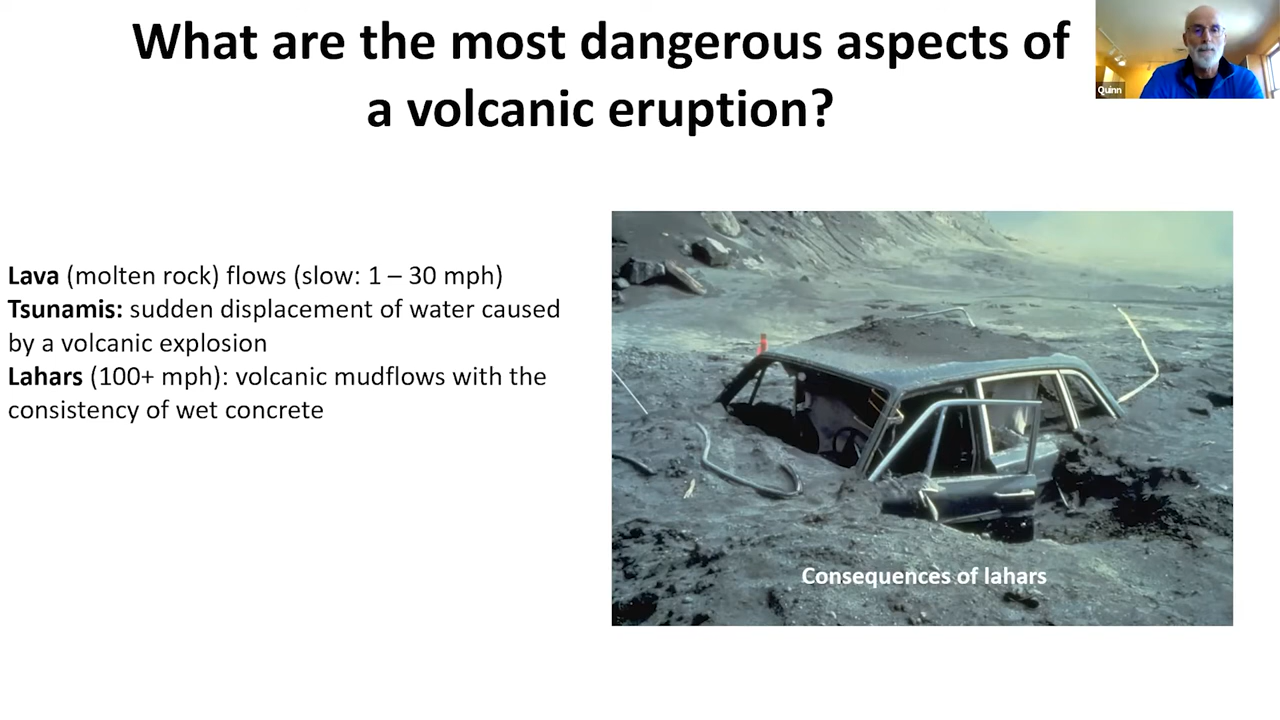 What are the most dangerous aspects of
a volcanic eruption?
Quinn
Lava (molten rock) flows (slow: 1 – 30 mph)
Tsunamis: sudden displacement of water caused
by a volcanic explosion
Lahars (100+ mph): volcanic mudflows with the
consistency of wet concrete
Consequences of lahars